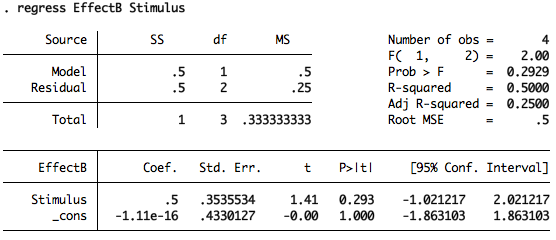 . regress EffectB Stimulus
Source SS df MS Number of obs = 4
F( 1, 2) = 2.00
Model .5 1 .5 Prob > F = 0.2929
Residual .5 2 .25 R-squared = 0.5000
Adj R-squared = 0.2500
Total 1 3 .333333333 Root MSE = .5
EffectB Coef. Std. Err. t P>|t| [95% Conf. Interval]
Stimulus .5 .3535534 1.41 0.293 -1.021217 2.021217
_cons -1.11e-16 .4330127 -0.00 1.000 -1.863103 1.863103